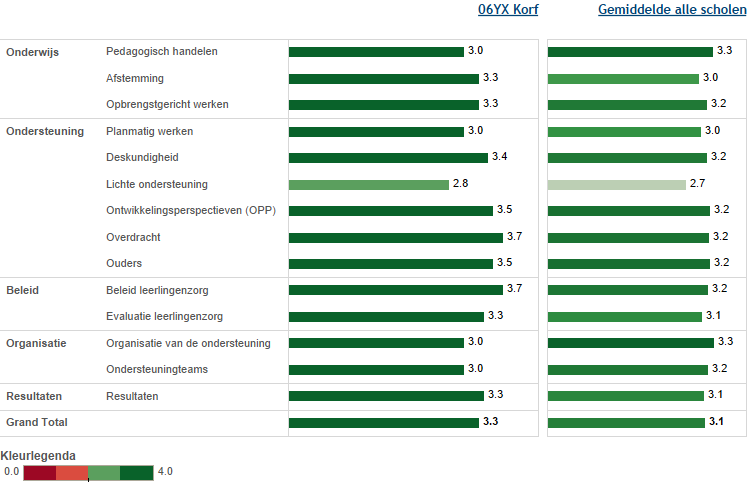 06YX Korf Gemiddelde alle scholen
Onderwijs Pedagogisch handelen 3.0 3.3
Afstemming 3.3 3.0
Opbrengstgericht werken 3.3 3.2
Ondersteuning Planmatig werken 3.0 3.0
Deskundigheid 3.4 3.2
Lichte ondersteuning 2.8 2.7
Ontwikkelingsperspectieven (OPP) 3.5 3.2
Overdracht 3.7 3.2
Ouders 3.5 3.2
Beleid Beleid leerlingenzorg 3.7 3.2
Evaluatie leerlingenzorg 3.3 3.1
Organisatie Organisatie van de ondersteuning 3.0 3.3
Ondersteuningteams 3.0 3.2
Resultaten Resultaten 3.3 3.1
Grand Total 3.3 3.1
Kleurlegenda
0.0 4.0